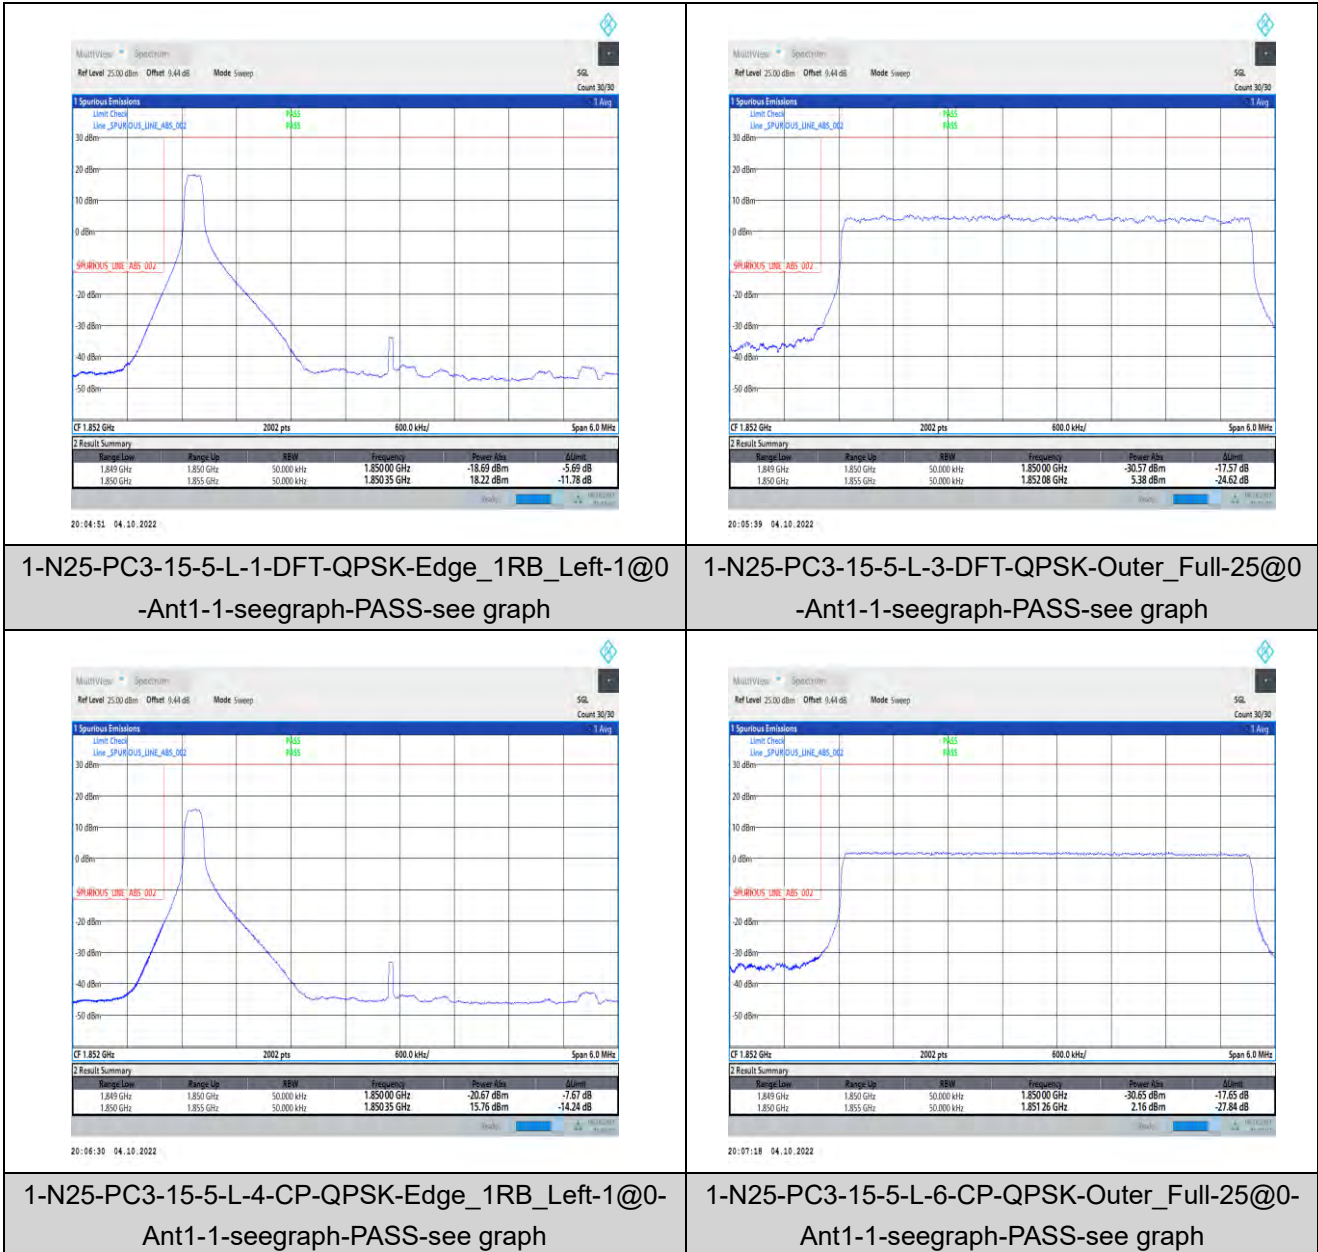 MultiView Spectrum
Ref Level 25.00 dBm Offset 9.44 dB Mode Sweep SGL
Count 30/30
1 Spurious Emissions 1 Avg
Limit Check PASS
Line _SPURIOUS_LINE_ABS_002 PASS
30 dBm
20 dBm
10 dBm
0 dBm
SPURIOUS_LINE_ABS_002
-20 dBm
-30 dBm
-40 dBm
-50 dBm
CF 1.852 GHz 2002 pts 600.0 kHz/ Span 6.0 MHz
2 Result Summary
Range Low Range Up RBW Frequency Power Abs ΔLimit
1.849 GHz 1.850 GHz 50.000 kHz 1.85000 GHz -18.69 dBm -5.69 dB
1.850 GHz 1.855 GHz 50.000 kHz 1.85035 GHz 18.22 dBm -11.78 dB
Ready
20:04:51 04.10.2022
1-N25-PC3-15-5-L-1-DFT-QPSK-Edge_1RB_Left-1@0
-Ant1-1-seegraph-PASS-see graph
MultiView Spectrum
Ref Level 25.00 dBm Offset 9.44 dB Mode Sweep SGL
Count 30/30
1 Spurious Emissions 1 Avg
Limit Check PASS
Line _SPURIOUS_LINE_ABS_002 PASS
30 dBm
20 dBm
10 dBm
0 dBm
SPURIOUS_LINE_ABS_002
-20 dBm
-30 dBm
-40 dBm
-50 dBm
CF 1.852 GHz 2002 pts 600.0 kHz/ Span 6.0 MHz
2 Result Summary
Range Low Range Up RBW Frequency Power Abs ΔLimit
1.849 GHz 1.850 GHz 50.000 kHz 1.85000 GHz -30.57 dBm -17.57 dB
1.850 GHz 1.855 GHz 50.000 kHz 1.85208 GHz 5.38 dBm -24.62 dB
Ready
20:05:39 04.10.2022
1-N25-PC3-15-5-L-3-DFT-QPSK-Outer_Full-25@0
-Ant1-1-seegraph-PASS-see graph
MultiView Spectrum
Ref Level 25.00 dBm Offset 9.44 dB Mode Sweep SGL
Count 30/30
1 Spurious Emissions 1 Avg
Limit Check PASS
Line _SPURIOUS_LINE_ABS_002 PASS
30 dBm
20 dBm
10 dBm
0 dBm
SPURIOUS_LINE_ABS_002
-20 dBm
-30 dBm
-40 dBm
-50 dBm
CF 1.852 GHz 2002 pts 600.0 kHz/ Span 6.0 MHz
2 Result Summary
Range Low Range Up RBW Frequency Power Abs ΔLimit
1.849 GHz 1.850 GHz 50.000 kHz 1.85000 GHz -20.67 dBm -7.67 dB
1.850 GHz 1.855 GHz 50.000 kHz 1.85035 GHz 15.76 dBm -14.24 dB
Ready
20:06:30 04.10.2022
1-N25-PC3-15-5-L-4-CP-QPSK-Edge_1RB_Left-1@0-
Ant1-1-seegraph-PASS-see graph
MultiView Spectrum
Ref Level 25.00 dBm Offset 9.44 dB Mode Sweep SGL
Count 30/30
1 Spurious Emissions 1 Avg
Limit Check PASS
Line _SPURIOUS_LINE_ABS_002 PASS
30 dBm
20 dBm
10 dBm
0 dBm
SPURIOUS_LINE_ABS_002
-20 dBm
-30 dBm
-40 dBm
-50 dBm
CF 1.852 GHz 2002 pts 600.0 kHz/ Span 6.0 MHz
2 Result Summary
Range Low Range Up RBW Frequency Power Abs ΔLimit
1.849 GHz 1.850 GHz 50.000 kHz 1.85000 GHz -30.65 dBm -17.65 dB
1.850 GHz 1.855 GHz 50.000 kHz 1.85126 GHz 2.16 dBm -27.84 dB
Ready
20:07:18 04.10.2022
1-N25-PC3-15-5-L-6-CP-QPSK-Outer_Full-25@0-
Ant1-1-seegraph-PASS-see graph